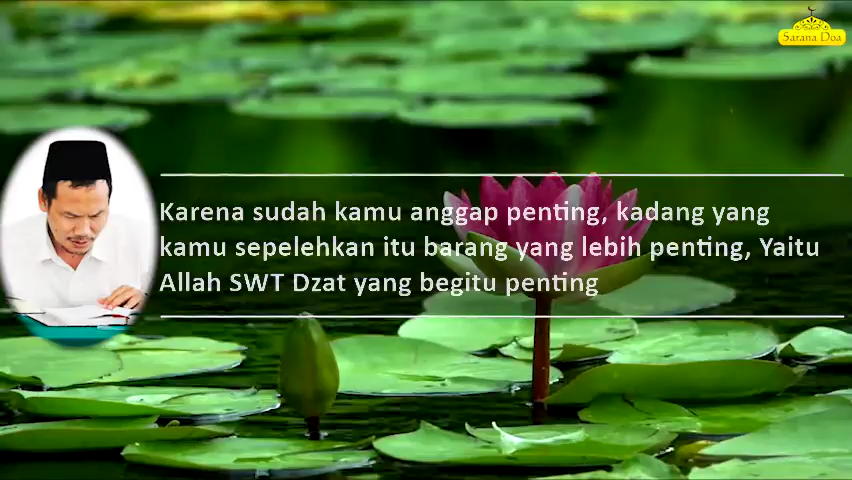 Sarana Doa
Karena sudah kamu anggap penting, kadang yang
kamu sepelehkan itu barang yang lebih penting, Yaitu
Allah SWT Dzat yang begitu penting